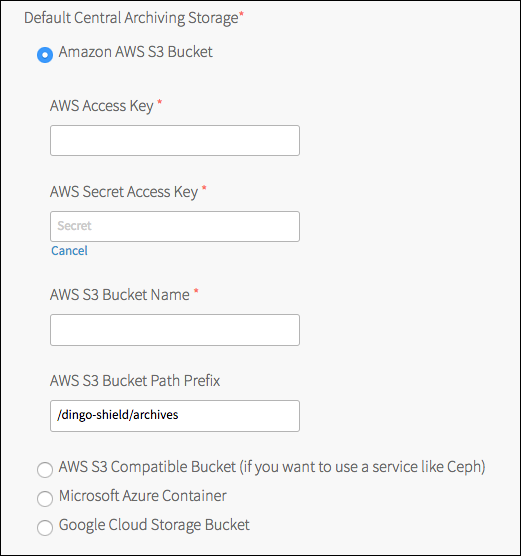 Default Central Archiving Storage*
Amazon AWS S3 Bucket
AWS Access Key *
AWS Secret Access Key *
Secret
Cancel
AWS S3 Bucket Name *
AWS S3 Bucket Path Prefix
/dingo-shield/archives
AWS S3 Compatible Bucket (if you want to use a service like Ceph)
Microsoft Azure Container
Google Cloud Storage Bucket